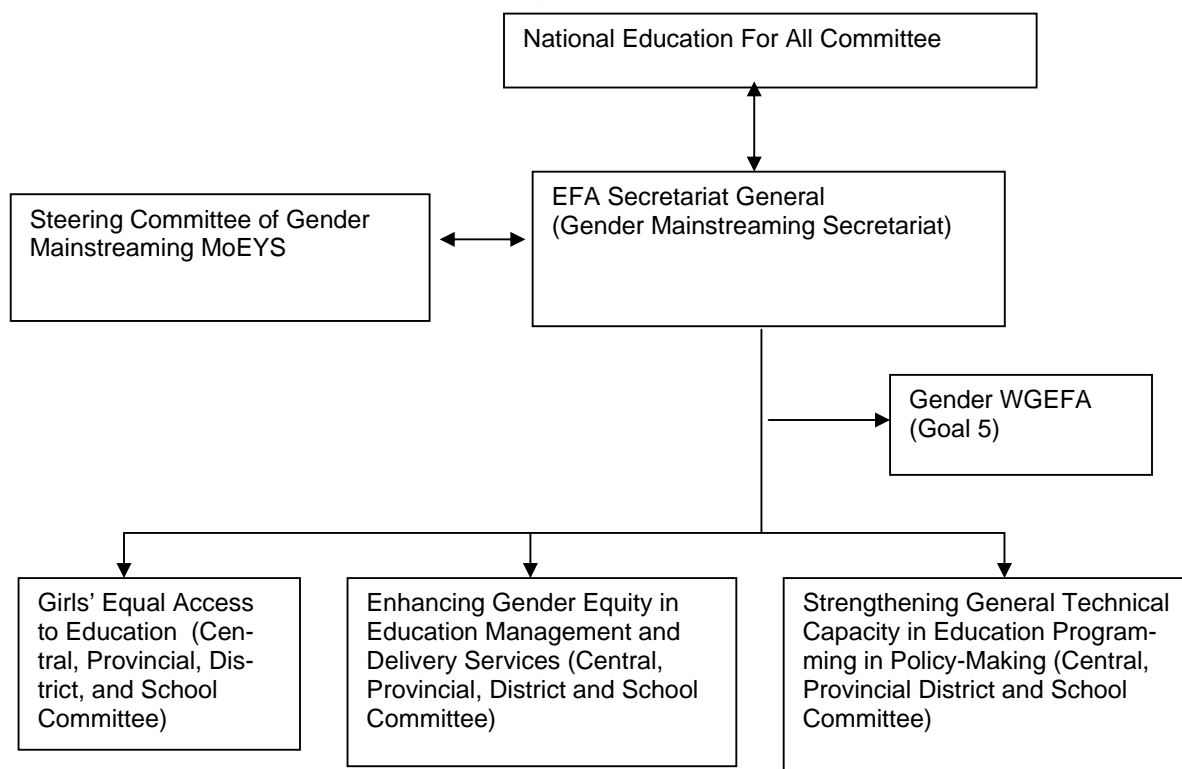 National Education For All Committee
EFA Secretariat General
(Gender Mainstreaming Secretariat)
Steering Committee of Gender
Mainstreaming MoEYS
Gender WGEFA
(Goal 5)
Girls’ Equal Access
to Education  (Cen-
tral, Provincial, Dis-
trict, and School
Committee)
Enhancing Gender Equity in
Education Management and
Delivery Services (Central,
Provincial, District and School
Committee)
Strengthening General Technical
Capacity in Education Program-
ming in Policy-Making (Central,
Provincial District and School
Committee)